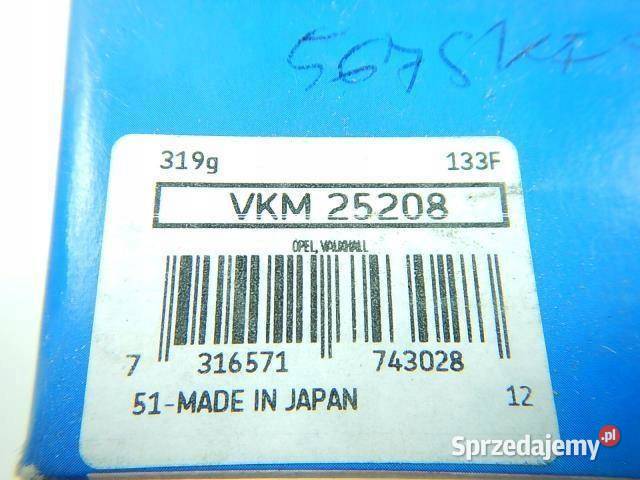 319g 133F
VKM 25208
OPEL, VAUXHALL
7 316571 743028
51-MADE IN JAPAN 12
Sprzedajemy.pl